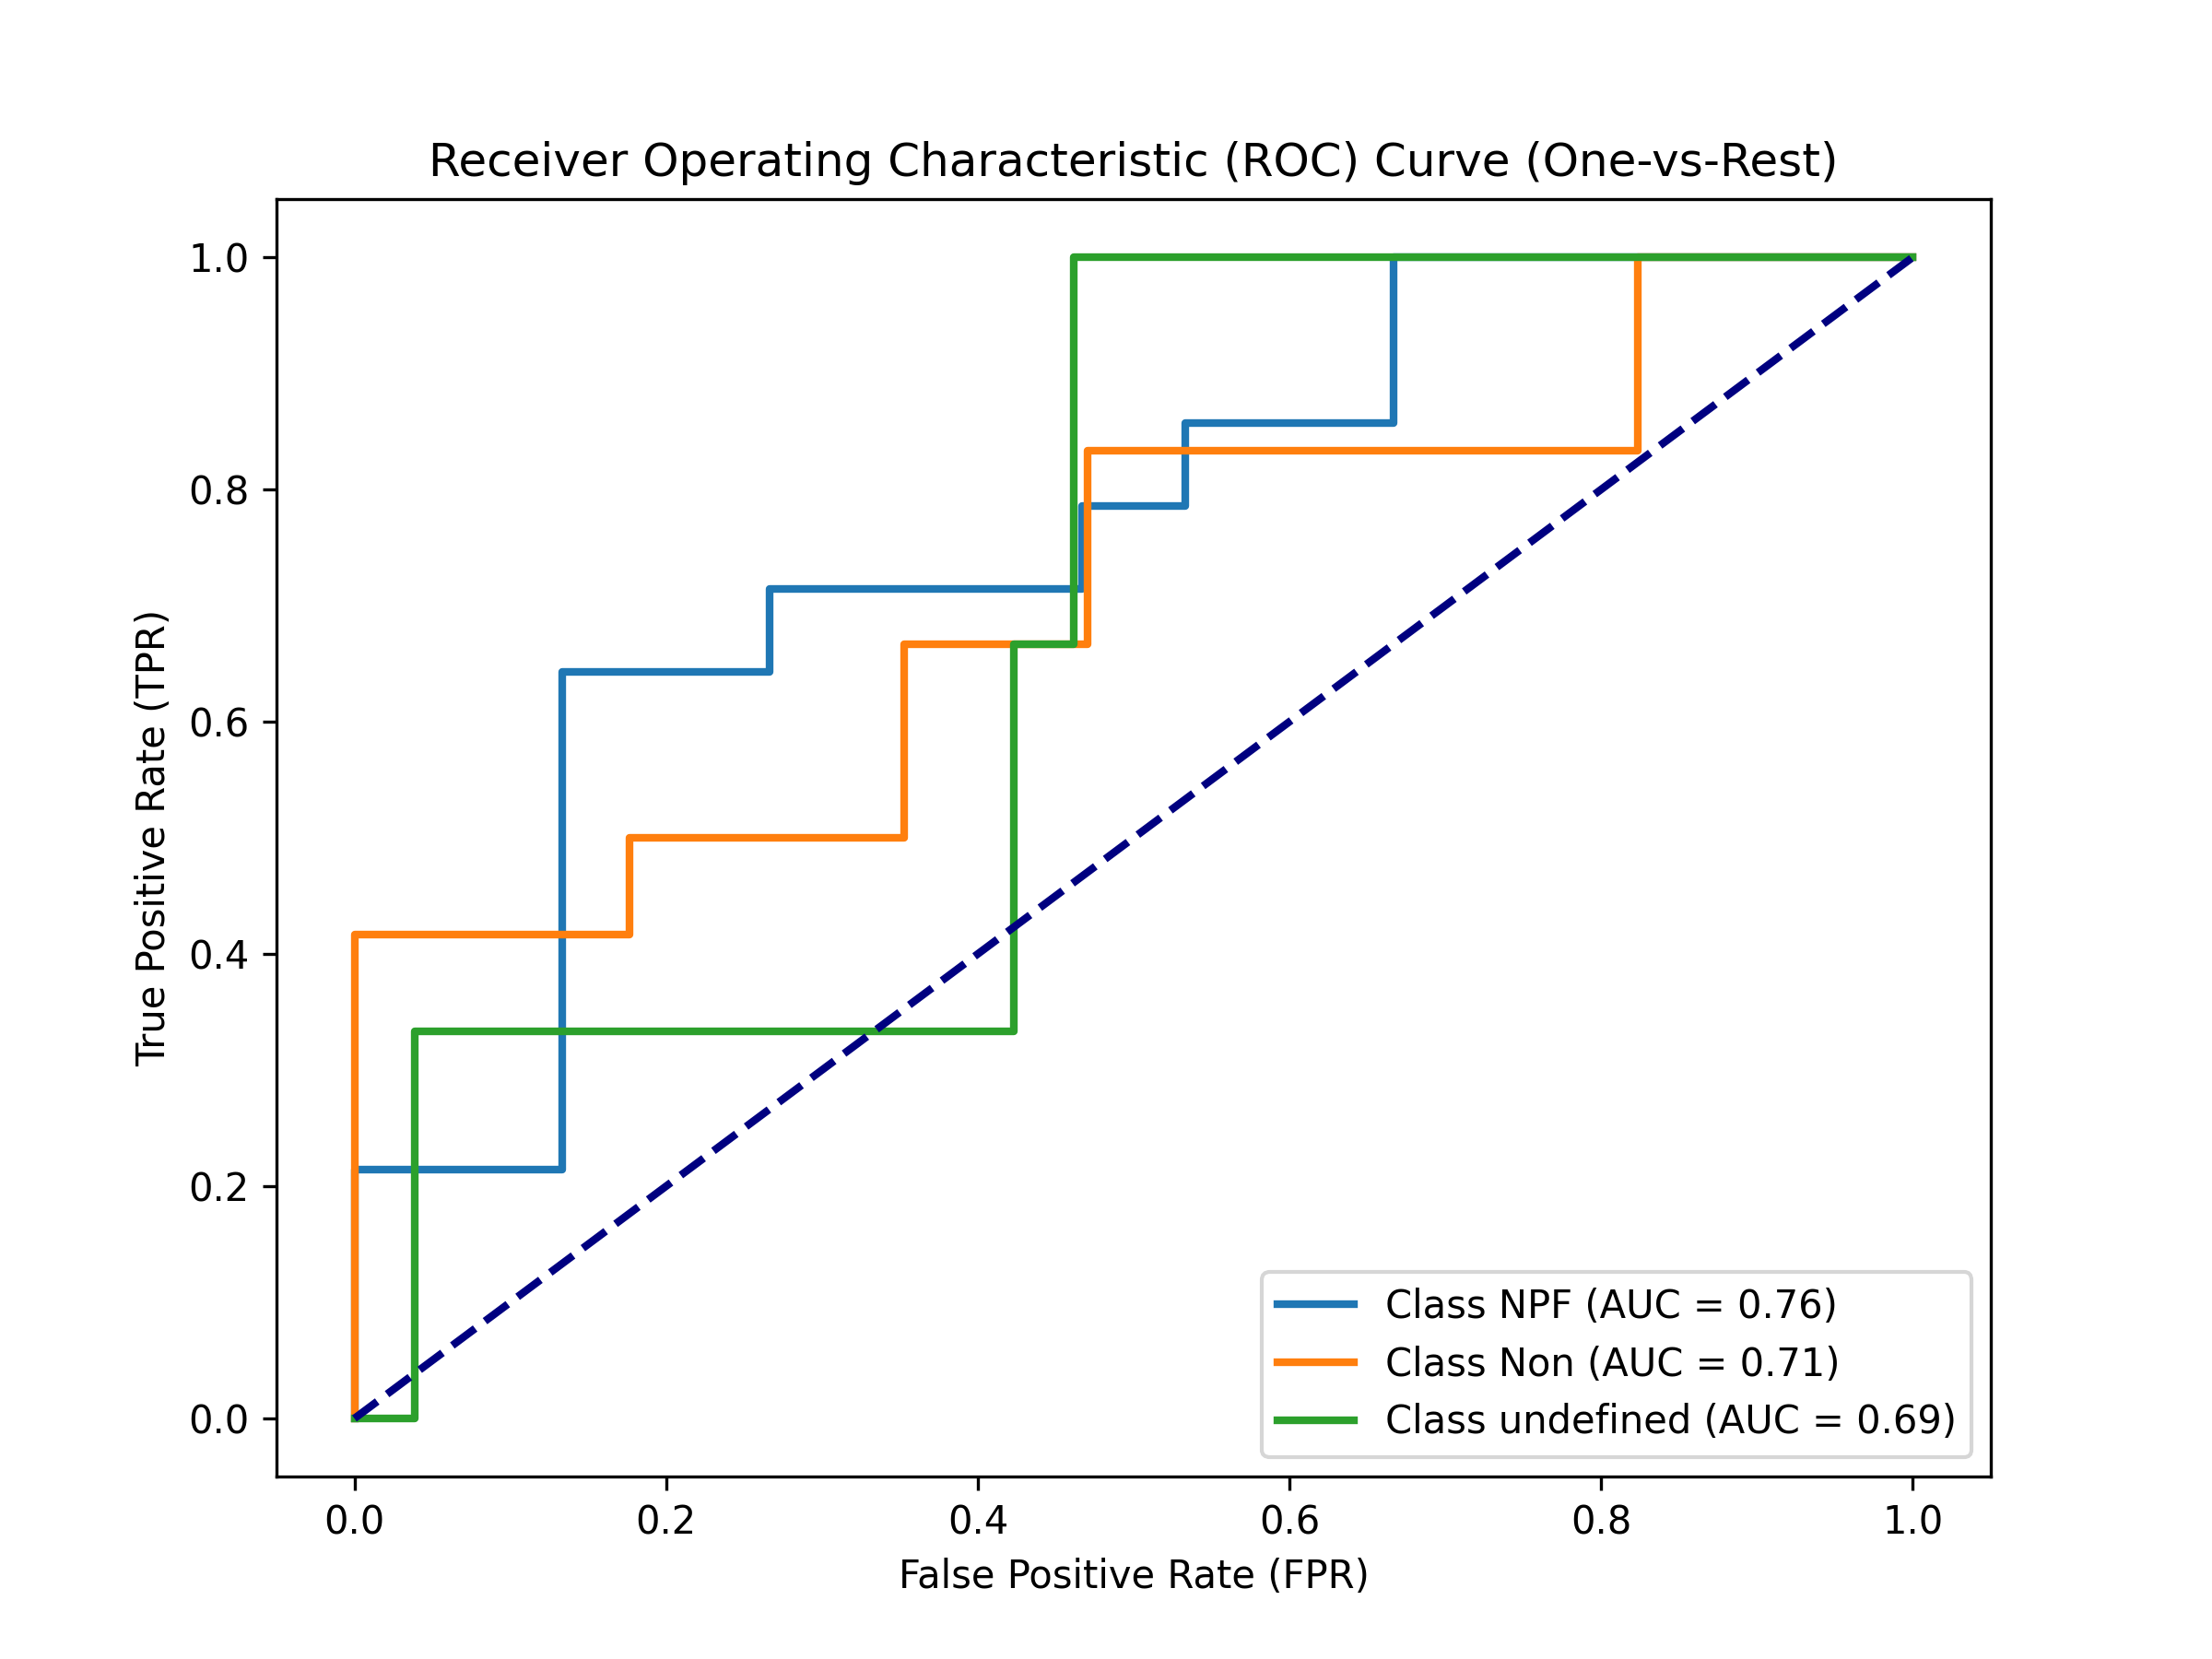 Receiver Operating Characteristic (ROC) Curve (One-vs-Rest)
True Positive Rate (TPR)
1.0
0.8
0.6
0.4
0.2
0.0
Class NPF (AUC = 0.76)
Class Non (AUC = 0.71)
Class undefined (AUC = 0.69)
0.0 0.2 0.4 0.6 0.8 1.0
False Positive Rate (FPR)